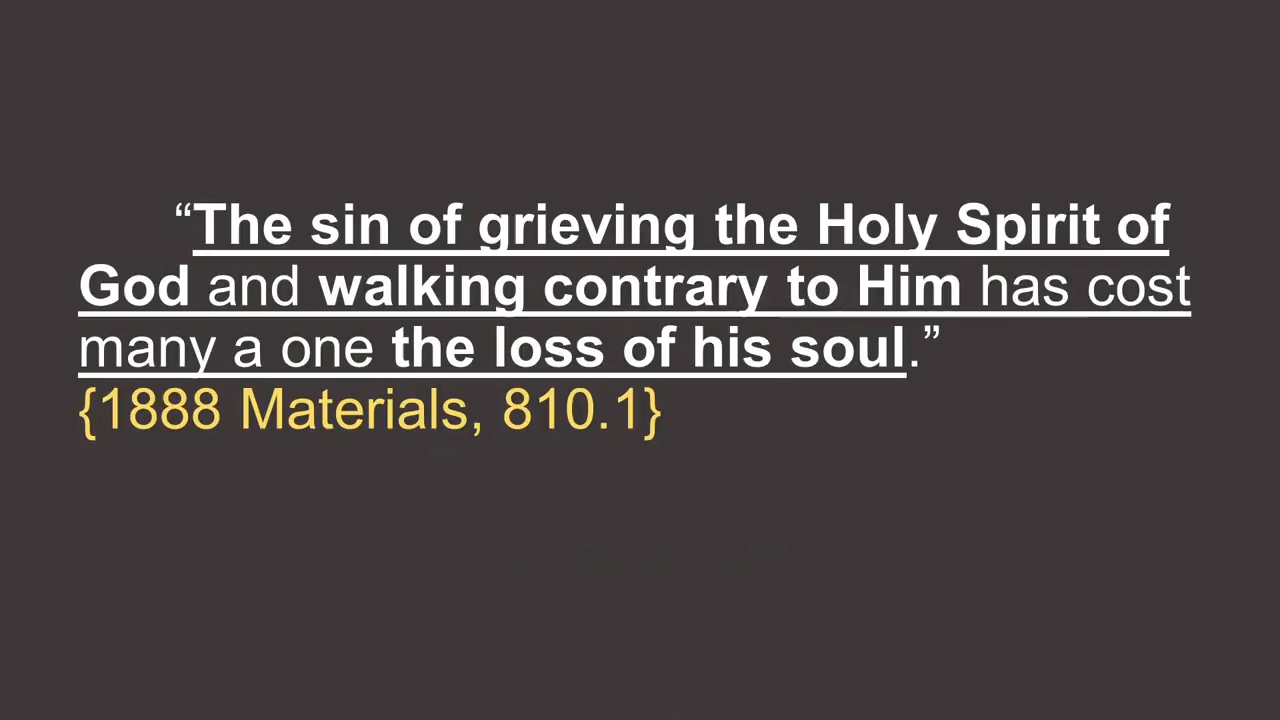 “The sin of grieving the Holy Spirit of
God and walking contrary to Him has cost
many a one the loss of his soul.”
{1888 Materials, 810.1}